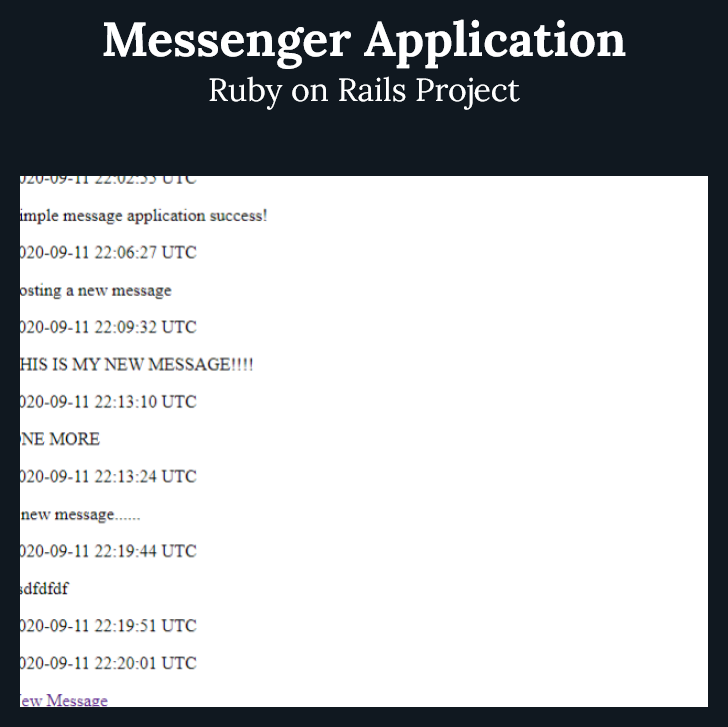 Messenger Application
Ruby on Rails Project
020-09-11 22:02:55 UTC
imple message application success!
020-09-11 22:06:27 UTC
osting a new message
020-09-11 22:09:32 UTC
HIS IS MY NEW MESSAGE!!!!
020-09-11 22:13:10 UTC
NE MORE
020-09-11 22:13:24 UTC
new message......
020-09-11 22:19:44 UTC
sdfdfdf
020-09-11 22:19:51 UTC
020-09-11 22:20:01 UTC
ew Message